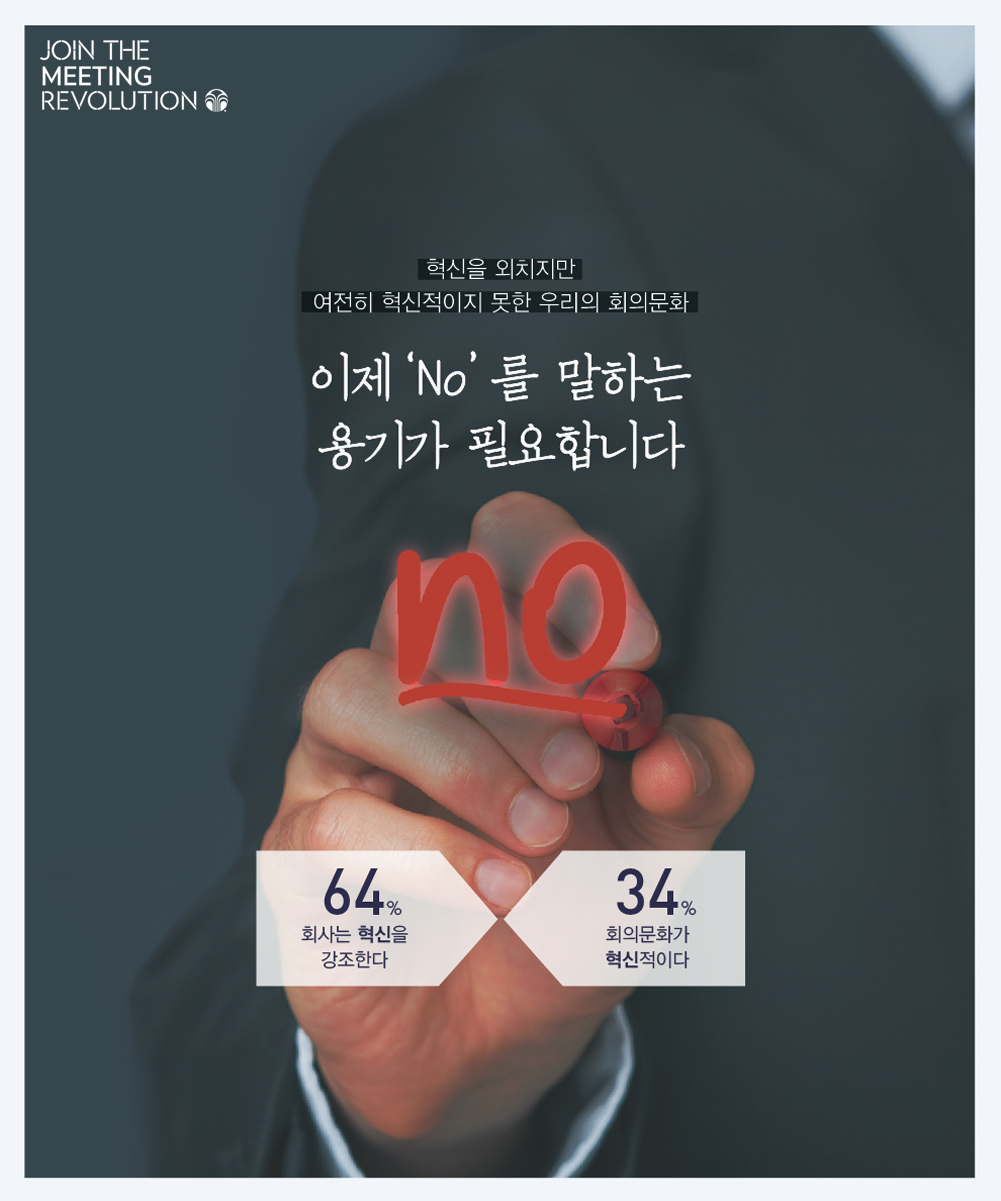 JOIN THE
MEETING
REVOLUTION
혁신을 외치지만
여전히 혁신적이지 못한 우리의 회의문화
이제 ‘No’ 를 말하는
용기가 필요합니다
no
64%
회사는 혁신을
강조한다
34%
회의문화가
혁신적이다